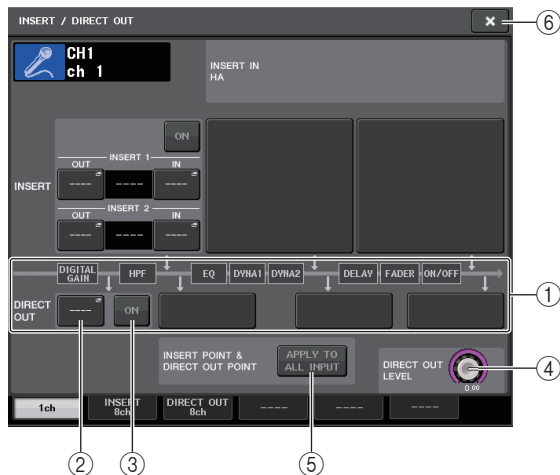 INSERT / DIRECT OUT
⑥
CH1
ch 1
INSERT IN
HA
ON
INSERT 1
OUT
IN
----
----
----
INSERT
INSERT 2
OUT
IN
----
----
----
DIGITAL
GAIN
HPF
EQ
DYNA1
DYNA2
DELAY
FADER
ON/OFF
①
DIRECT
OUT
----
ON
INSERT POINT &
DIRECT OUT POINT
APPLY TO
ALL INPUT
DIRECT OUT
LEVEL
0.00
④
1ch
INSERT
8ch
DIRECT OUT
8ch
----
----
----
②
③
⑤